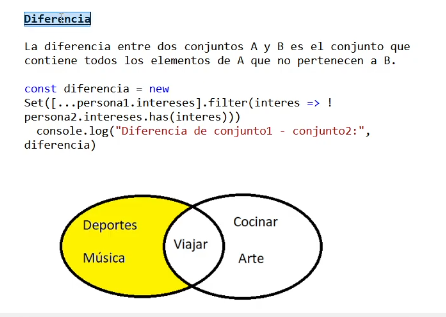 Diferencia
La diferencia entre dos conjuntos A y B es el conjunto que
contiene todos los elementos de A que no pertenecen a B.
const diferencia = new
Set([...persona1.intereses].filter(interes => !
persona2.intereses.has(interes)))
console.log("Diferencia de conjunto1 - conjunto2:",
diferencia)
Deportes
Cocinar
Viajar
Música
Arte